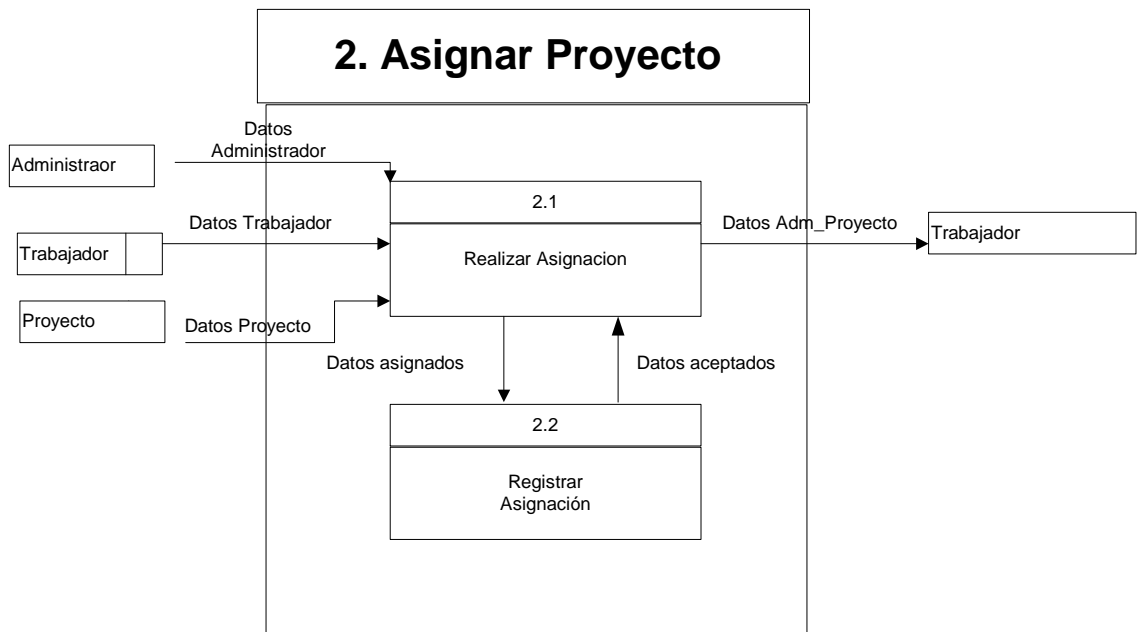 2. Asignar Proyecto
Datos
Administrador
Administraor
2.1
Datos Trabajador
Datos Adm_Proyecto
Trabajador
Trabajador
Realizar Asignacion
Proyecto
Datos Proyecto
Datos asignados
Datos aceptados
2.2
Registrar
Asignación